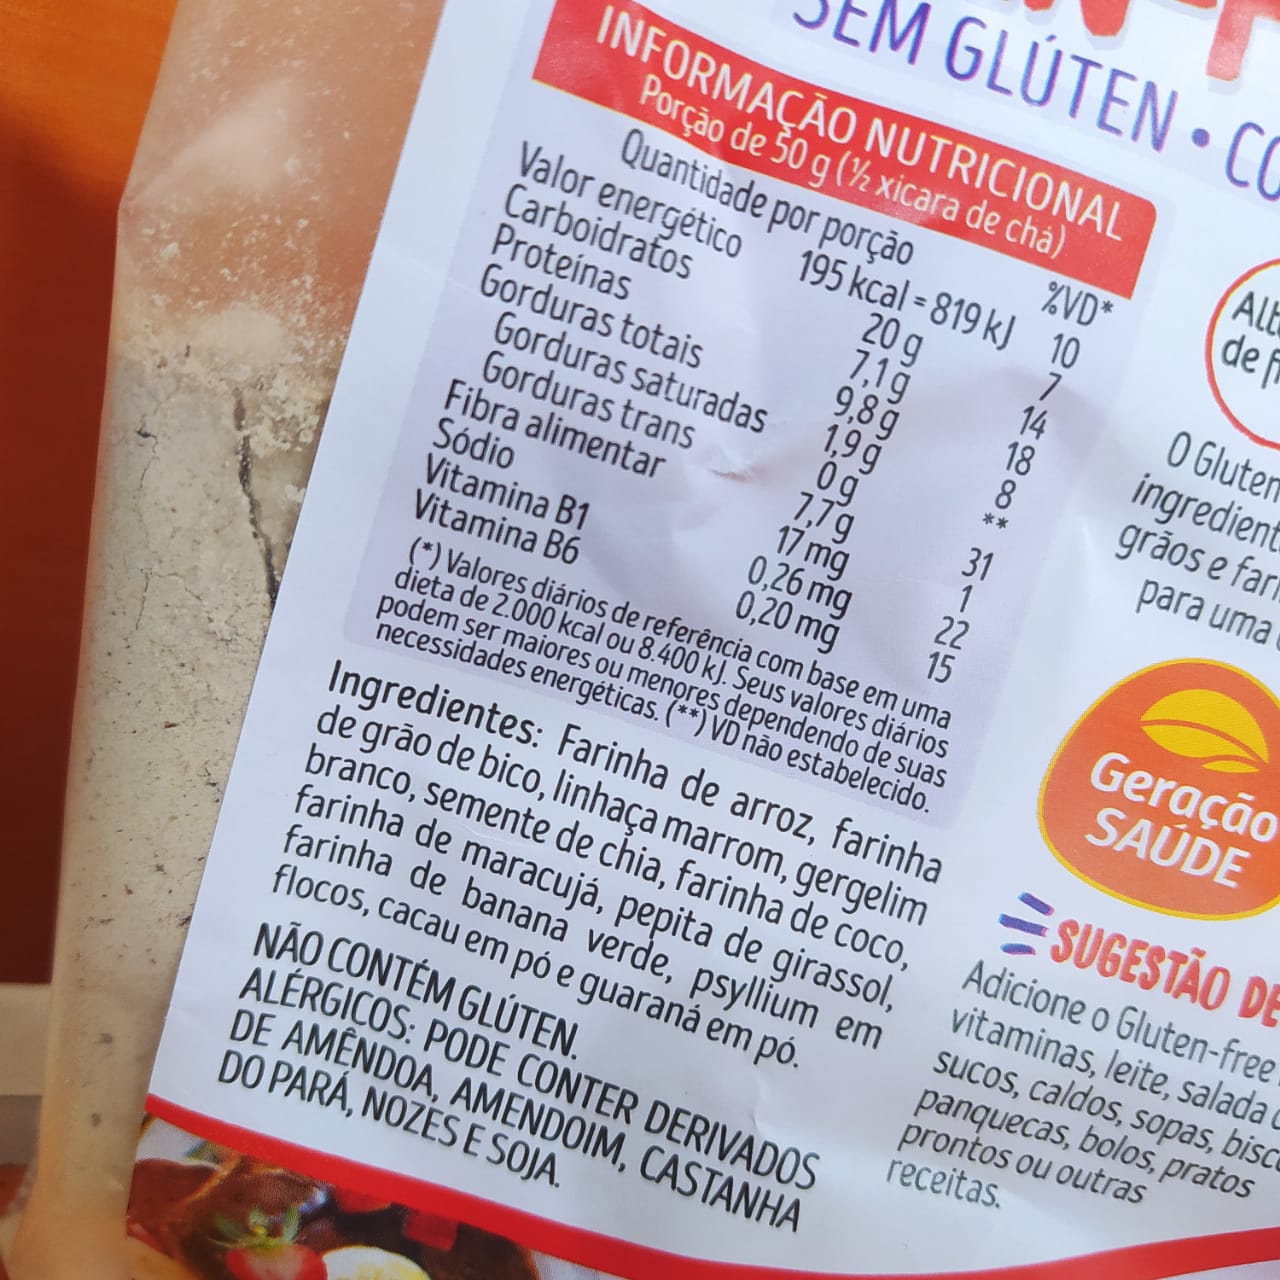 SEM GLÚTEN •
INFORMAÇÃO NUTRICIONAL
Porção de 50 g (½ xicara de chá)
Quantidade por porção %VD*
Valor energético 195 kcal = 819 kJ 10
Carboidratos 20 g 7
Proteínas 7,1 g 14
Gorduras totais 9,8 g 18
Gorduras saturadas 1,9 g 8
Gorduras trans 0 g **
Fibra alimentar 7,7 g 31
Sódio 17 mg 1
Vitamina B1 0,26 mg 22
Vitamina B6 0,20 mg 15
(*) Valores diários de referência com base em uma
dieta de 2.000 kcal ou 8.400 kJ. Seus valores diários
podem ser maiores ou menores dependendo de suas
necessidades energéticas. (**) VD não estabelecido.
Ingredientes: Farinha de arroz, farinha
de grão de bico, linhaça marrom, gergelim
branco, semente de chia, farinha de coco,
farinha de maracujá, pepita de girassol,
farinha de banana verde, psyllium em
flocos, cacau em pó e guaraná em pó.
NÃO CONTÉM GLÚTEN.
ALÉRGICOS: PODE CONTER DERIVADOS
DE AMÊNDOA, AMENDOIM, CASTANHA
DO PARÁ, NOZES E SOJA.
de
O Gluten
grãos e
para uma
Geração
SAÚDE
SUGESTÃO DE
Adicione o Gluten-free
vitaminas, leite, salada
sucos, caldos, sopas,
panquecas, bolos, pratos
prontos ou outras
receitas.